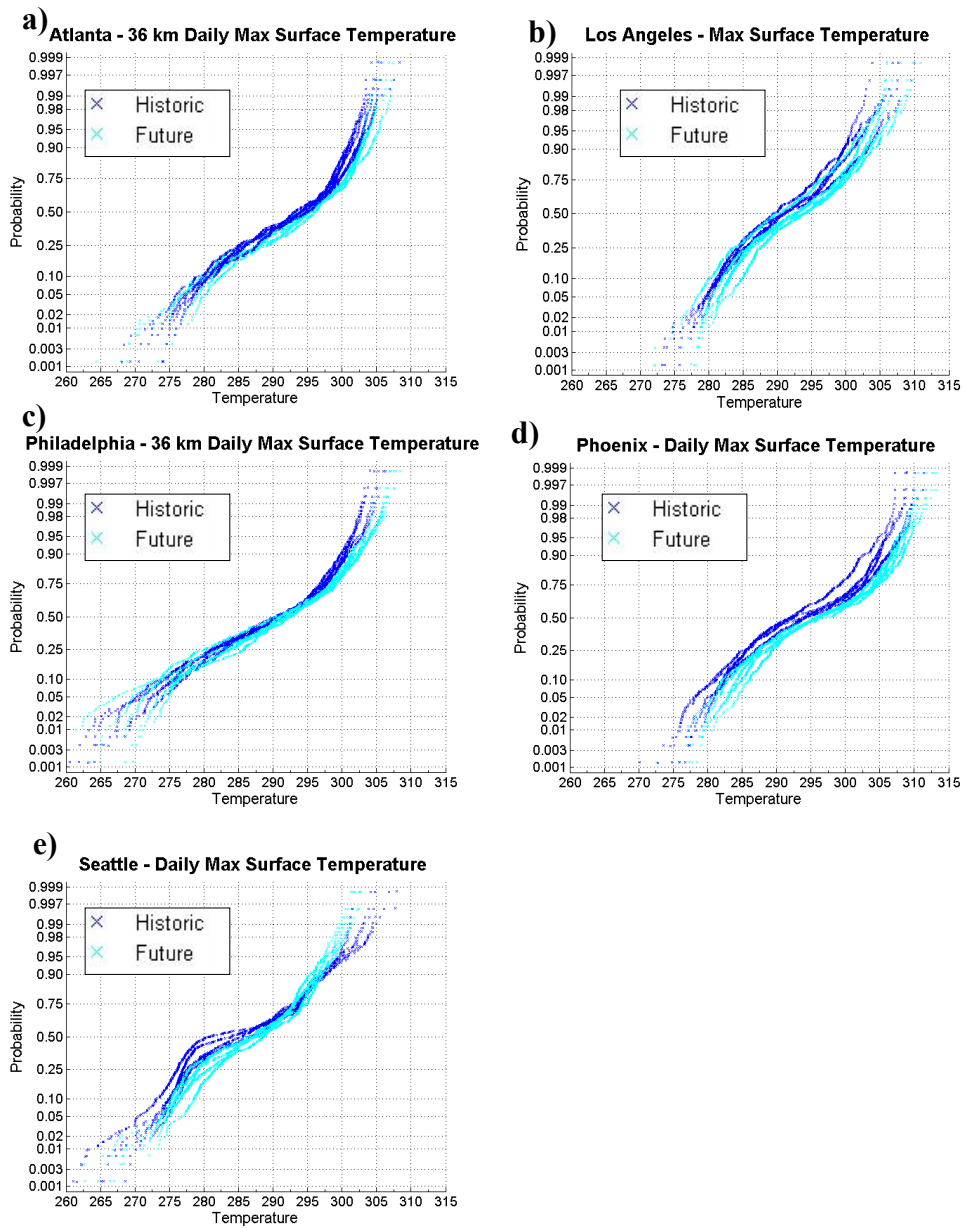 a)
Atlanta - 36 km Daily Max Surface Temperature
0.999
0.997
0.99
0.98
0.95
0.90
0.75
0.50
0.25
0.10
0.05
0.02
0.01
0.003
0.001
Probability
Historic
Future
260 265 270 275 280 285 290 295 300 305 310 315
Temperature
b)
Los Angeles - Max Surface Temperature
0.999
0.997
0.99
0.98
0.95
0.90
0.75
0.50
0.25
0.10
0.05
0.02
0.01
0.003
0.001
Probability
Historic
Future
260 265 270 275 280 285 290 295 300 305 310 315
Temperature
c)
Philadelphia - 36 km Daily Max Surface Temperature
0.999
0.997
0.99
0.98
0.95
0.90
0.75
0.50
0.25
0.10
0.05
0.02
0.01
0.003
0.001
Probability
Historic
Future
260 265 270 275 280 285 290 295 300 305 310 315
Temperature
d)
Phoenix - Daily Max Surface Temperature
0.999
0.997
0.99
0.98
0.95
0.90
0.75
0.50
0.25
0.10
0.05
0.02
0.01
0.003
0.001
Probability
Historic
Future
260 265 270 275 280 285 290 295 300 305 310 315
Temperature
e)
Seattle - Daily Max Surface Temperature
0.999
0.997
0.99
0.98
0.95
0.90
0.75
0.50
0.25
0.10
0.05
0.02
0.01
0.003
0.001
Probability
Historic
Future
260 265 270 275 280 285 290 295 300 305 310 315
Temperature